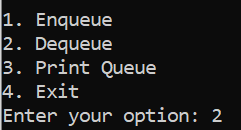 1. Enqueue
2. Dequeue
3. Print Queue
4. Exit
Enter your option: 2